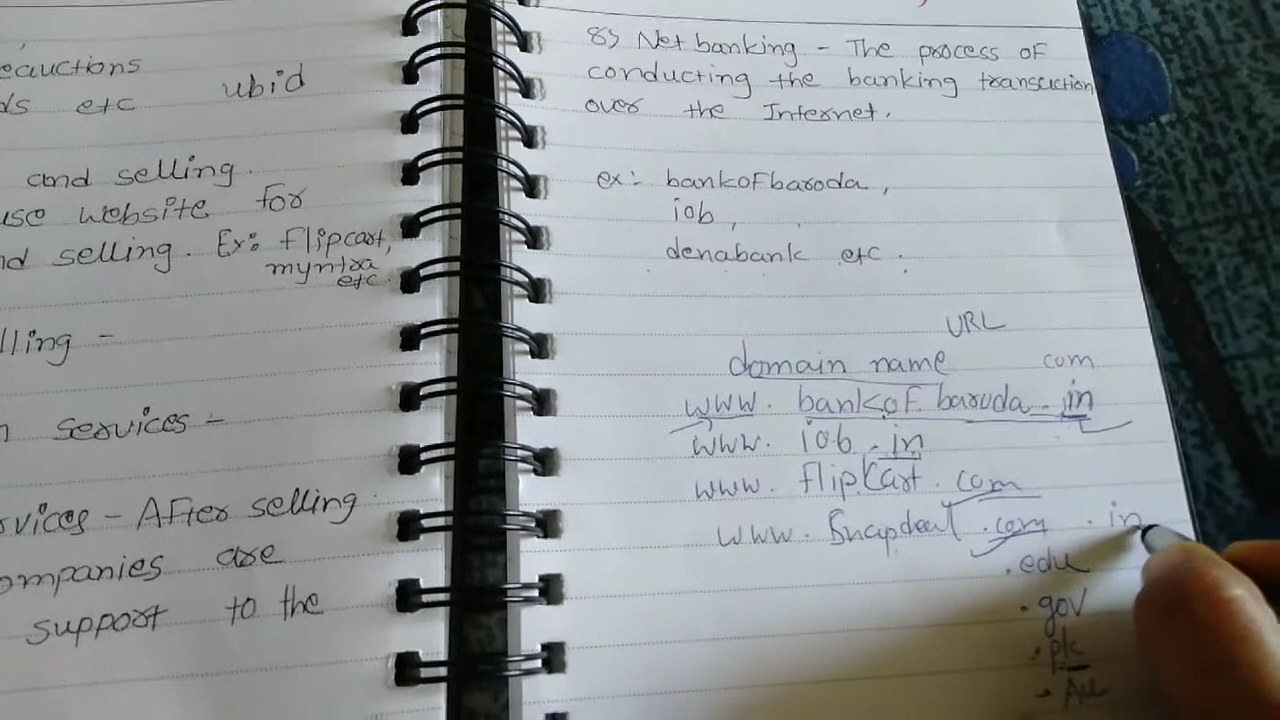 eauctions
ds etc ubid
and selling.
use website for
nd selling. Ex: flipcart,
myntra
etc.
lling -
n services -
rvices - After selling
ompanies are
support to the
8) Net banking - The process of
conducting the banking transuction
over the Internet.
ex: bankofbaroda,
iob,
denabank etc.
URL
domain name com
www. bankof baroda.in
www. iob.in
www. flipkart.com
www. Snapdeal.com .in
.edu
.gov
.pk
.Au